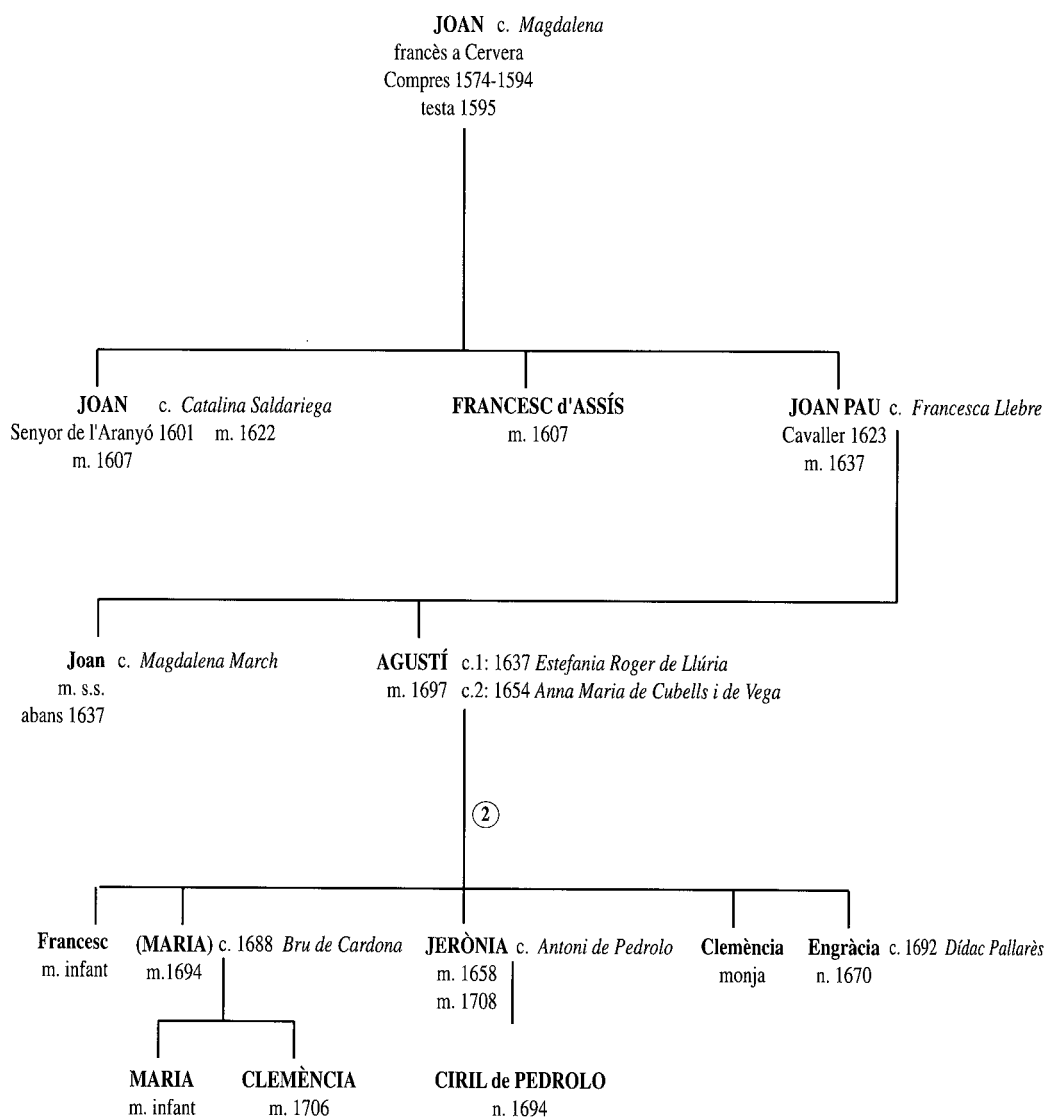 JOAN c. Magdalena
francès a Cervera
Compres 1574-1594
testa 1595
JOAN c. Catalina Saldariega
Senyor de l'Aranyó 1601 m. 1622
m. 1607
FRANCESC d'ASSÍS
m. 1607
JOAN PAU c. Francesca Llebre
Cavaller 1623
m. 1637
Joan c. Magdalena March
m. s.s.
abans 1637
AGUSTÍ c.1: 1637 Estefania Roger de Llúria
m. 1697 c.2: 1654 Anna Maria de Cubells i de Vega
2
Francesc
m. infant
(MARIA) c. 1688 Bru de Cardona
m.1694
JERÒNIA c. Antoni de Pedrolo
m. 1658
m. 1708
Clemència
monja
Engràcia c. 1692 Dídac Pallarès
n. 1670
MARIA
m. infant
CLEMÈNCIA
m. 1706
CIRIL de PEDROLO
n. 1694